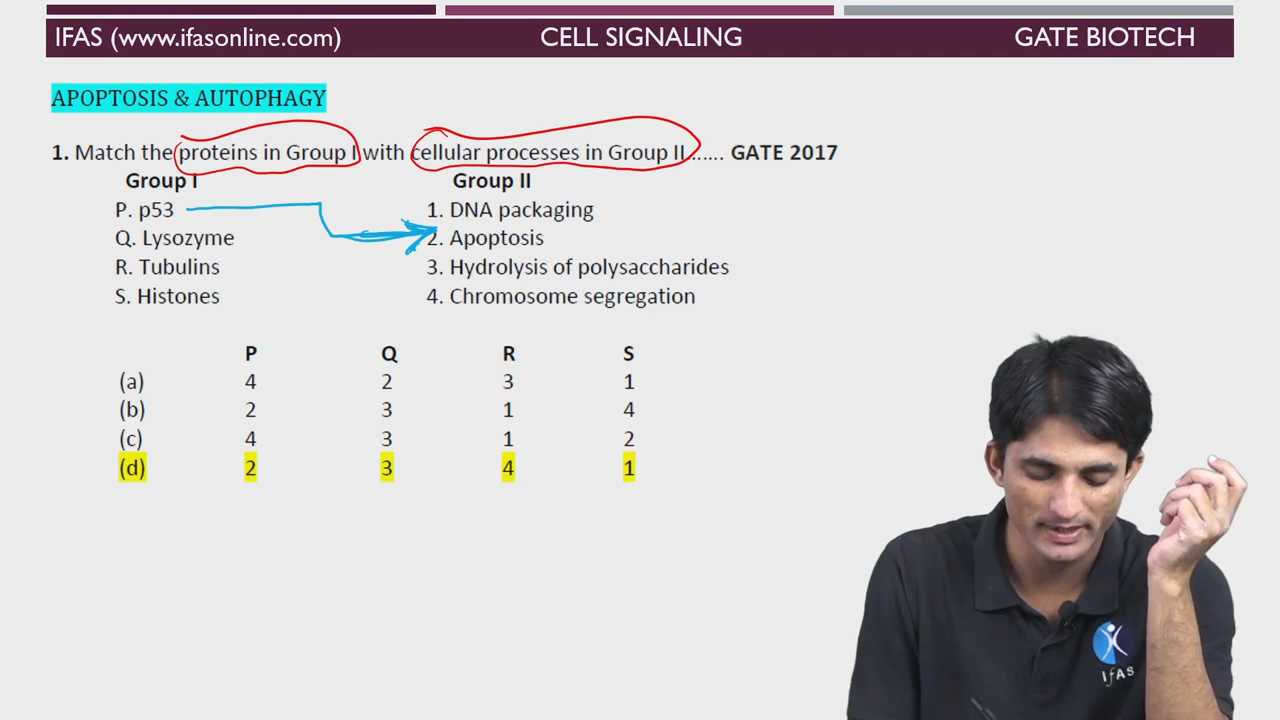 IFAS (www.ifasonline.com) CELL SIGNALING GATE BIOTECH
APOPTOSIS & AUTOPHAGY
1. Match the proteins in Group I with cellular processes in Group II...... GATE 2017
Group I Group II
P. p53 1. DNA packaging
Q. Lysozyme 2. Apoptosis
R. Tubulins 3. Hydrolysis of polysaccharides
S. Histones 4. Chromosome segregation
P Q R S
(a) 4 2 3 1
(b) 2 3 1 4
(c) 4 3 1 2
(d) 2 3 4 1
IfAS